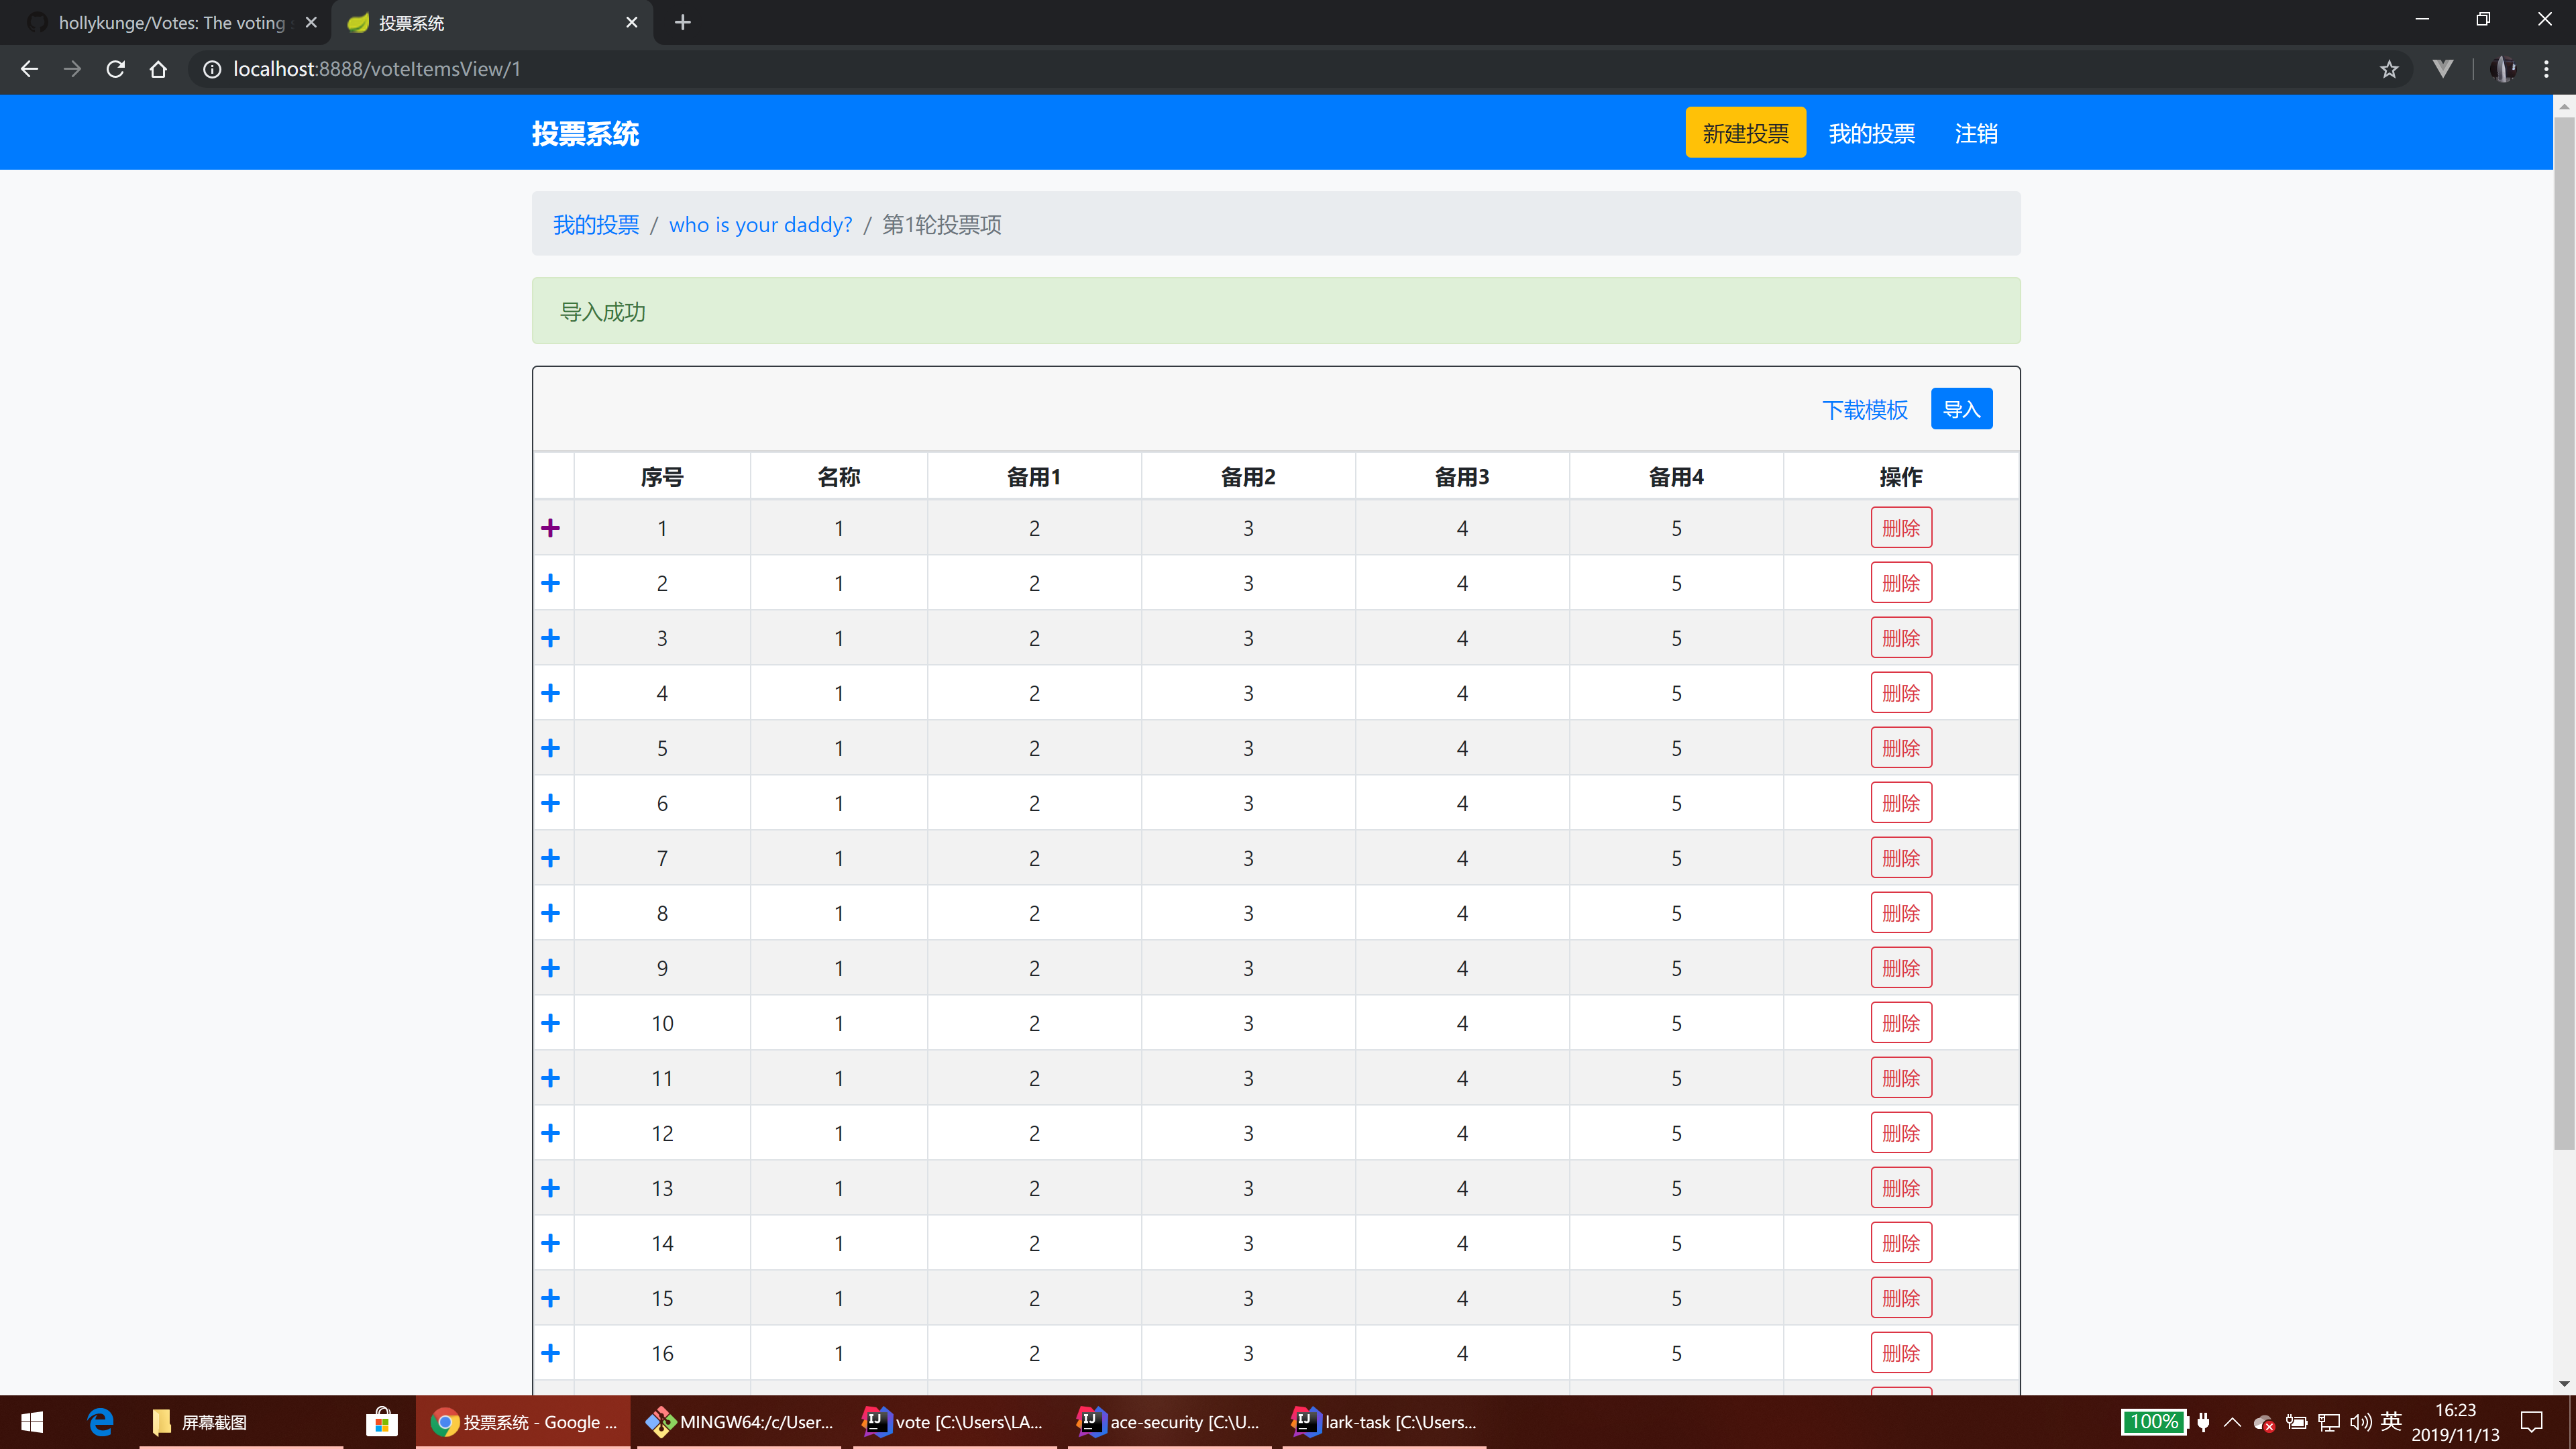 hollykunge/Votes: The voting
投票系统
localhost:8888/voteItemsView/1
投票系统 新建投票 我的投票 注销
我的投票 / who is your daddy? / 第1轮投票项
导入成功
下载模板 导入
序号 名称 备用1 备用2 备用3 备用4 操作
1 1 2 3 4 5 删除
2 1 2 3 4 5 删除
3 1 2 3 4 5 删除
4 1 2 3 4 5 删除
5 1 2 3 4 5 删除
6 1 2 3 4 5 删除
7 1 2 3 4 5 删除
8 1 2 3 4 5 删除
9 1 2 3 4 5 删除
10 1 2 3 4 5 删除
11 1 2 3 4 5 删除
12 1 2 3 4 5 删除
13 1 2 3 4 5 删除
14 1 2 3 4 5 删除
15 1 2 3 4 5 删除
16 1 2 3 4 5 删除
屏幕截图 投票系统 - Google ... MINGW64:/c/User... vote [C:\Users\LA... ace-security [C:\U... lark-task [C:\Users... 100% 英 16:23
2019/11/13